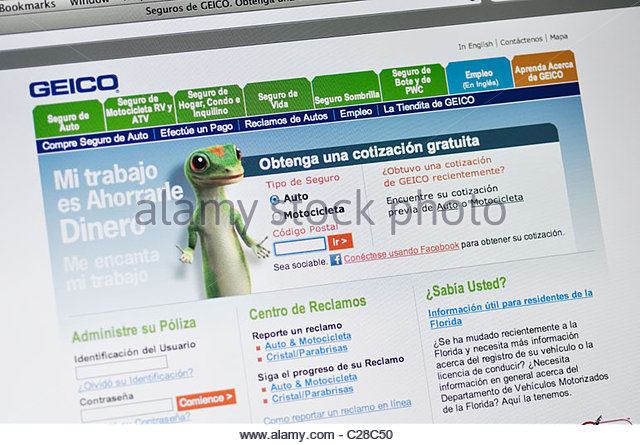 Bookmarks Window Help
Seguros de GEICO. Obtenga una
In English | Contáctenos | Mapa
GEICO
Seguro de Auto
Seguro de Motocicleta RV y ATV
Seguro de Hogar, Condo e Inquilino
Seguro de Vida
Seguro Sombrilla
Seguro de Bote y de PWC
Empleo (En Inglés)
Aprenda Acerca de GEICO
Compre Seguro de Auto | Efectúe un Pago | Reclamos de Autos | Empleo | La Tiendita de GEICO
Mi trabajo
es Ahorrarle
Dinero
Me encanta
mi trabajo
Obtenga una cotización gratuita
Tipo de Seguro
Auto
Motocicleta
Código Postal
Ir >
¿Obtuvo una cotización
de GEICO recientemente?
Encuentre su cotización
previa de Auto o Motocicleta
Sea sociable. f Conéctese usando Facebook para obtener su cotización.
alamy stock photo
Administre su Póliza
Identificación del Usuario
¿Olvidó su Identificación?
Contraseña
Comience >
Centro de Reclamos
Reporte un reclamo
Auto & Motocicleta
Cristal/Parabrisas
Siga el progreso de su Reclamo
Auto & Motocicleta
Cristal/Parabrisas
Como reportar un reclamo en línea
¿Sabía Usted?
Información útil para residentes de la
Florida
¿Se ha mudado recientemente a
Florida y necesita más información
acerca del registro de su vehículo o la
licencia de conducir? ¿Necesita
información en general acerca del
Departamento de Vehículos Motorizados
de la Florida? Aquí la tenemos.
alamy stock photo
C28C50
www.alamy.com